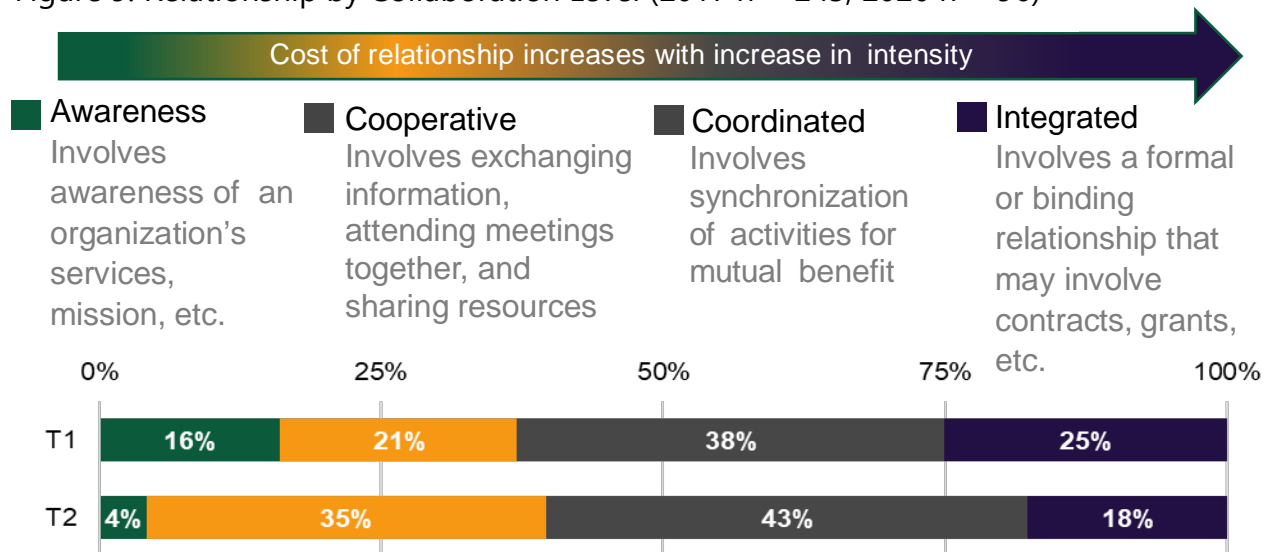 Cost of relationship increases with increase in intensity
Awareness
Involves
awareness of an
organization's
services,
mission, etc.
Cooperative
Involves exchanging
information,
attending meetings
together, and
sharing resources
Coordinated
Involves
synchronization
of activities for
mutual benefit
Integrated
Involves a formal
or binding
relationship that
may involve
contracts, grants,
etc.
0% 25% 50% 75% 100%
T1 16% 21% 38% 25%
T2 4% 35% 43% 18%